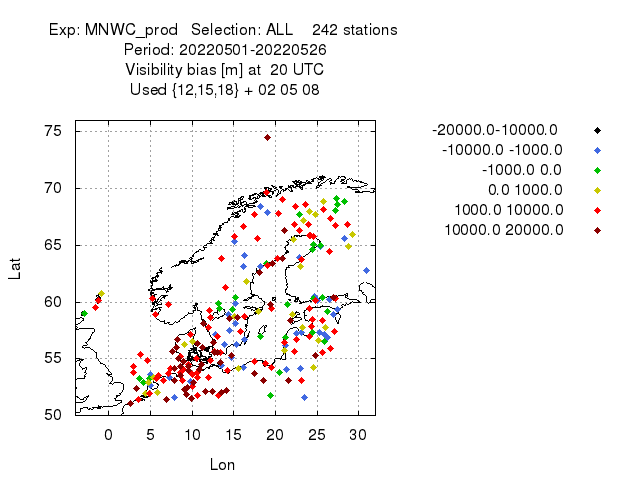 Exp: MNWC_prod Selection: ALL 242 stations
Period: 20220501-20220526
Visibility bias [m] at 20 UTC
Used {12,15,18} + 02 05 08
-20000.0-10000.0
-10000.0 -1000.0
-1000.0 0.0
0.0 1000.0
1000.0 10000.0
10000.0 20000.0
75
70
65
60
55
50
Lat
0 5 10 15 20 25 30
Lon